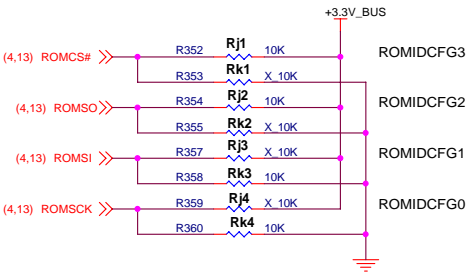 +3.3V_BUS
(4,13) ROMCS# R352 Rj1 10K ROMIDCFG3
R353 Rk1 X_10K
(4,13) ROMSO R354 Rj2 10K ROMIDCFG2
R355 Rk2 X_10K
(4,13) ROMSI R357 Rj3 X_10K ROMIDCFG1
R358 Rk3 10K
(4,13) ROMSCK R359 Rj4 X_10K ROMIDCFG0
R360 Rk4 10K